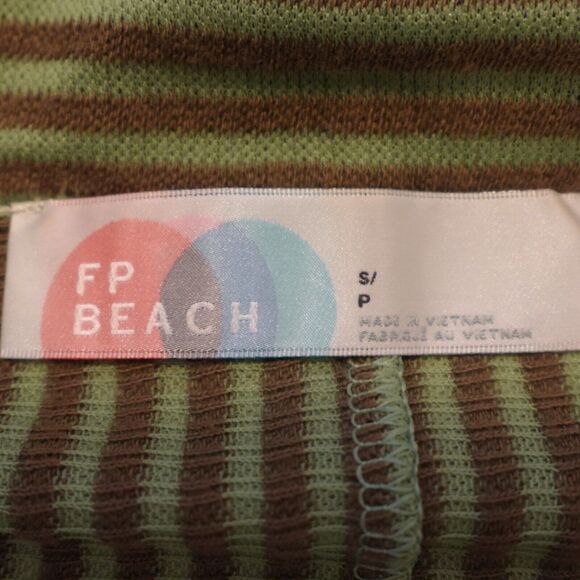 FP
BEACH
S/
P
MADE IN VIETNAM
FABRIQUÉ AU VIETNAM